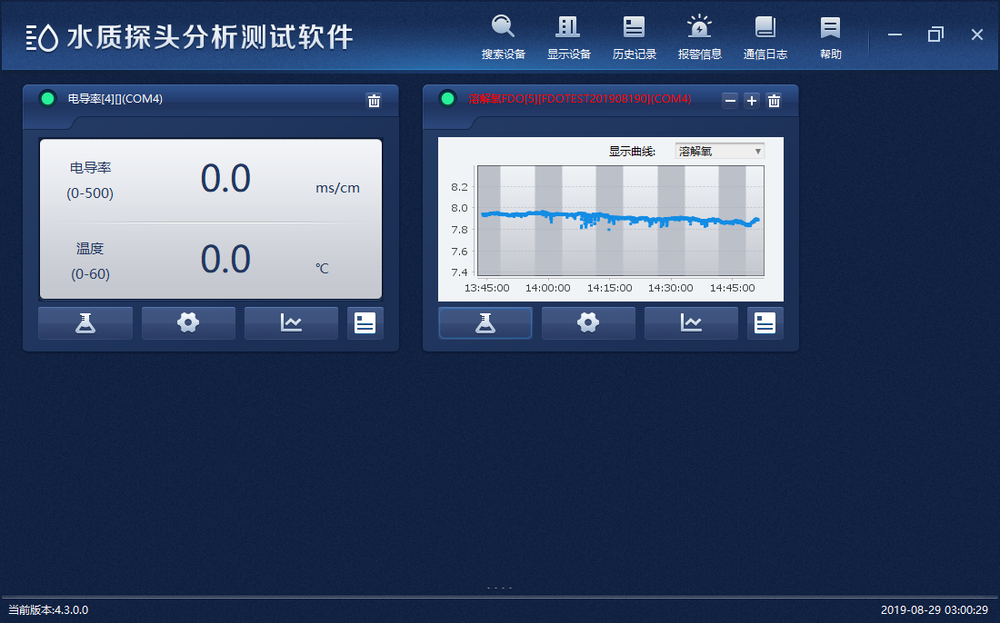 水质探头分析测试软件
搜索设备 显示设备 历史记录 报警信息 通信日志 帮助
电导率[4][](COM4)
电导率
(0-500)
0.0
ms/cm
温度
(0-60)
0.0
℃
溶解氧FDO[5][FDOTEST201908190](COM4)
显示曲线: 溶解氧
8.2
8.0
7.8
7.6
7.4
13:45:00 14:00:00 14:15:00 14:30:00 14:45:00
当前版本:4.3.0.0
2019-08-29 03:00:29